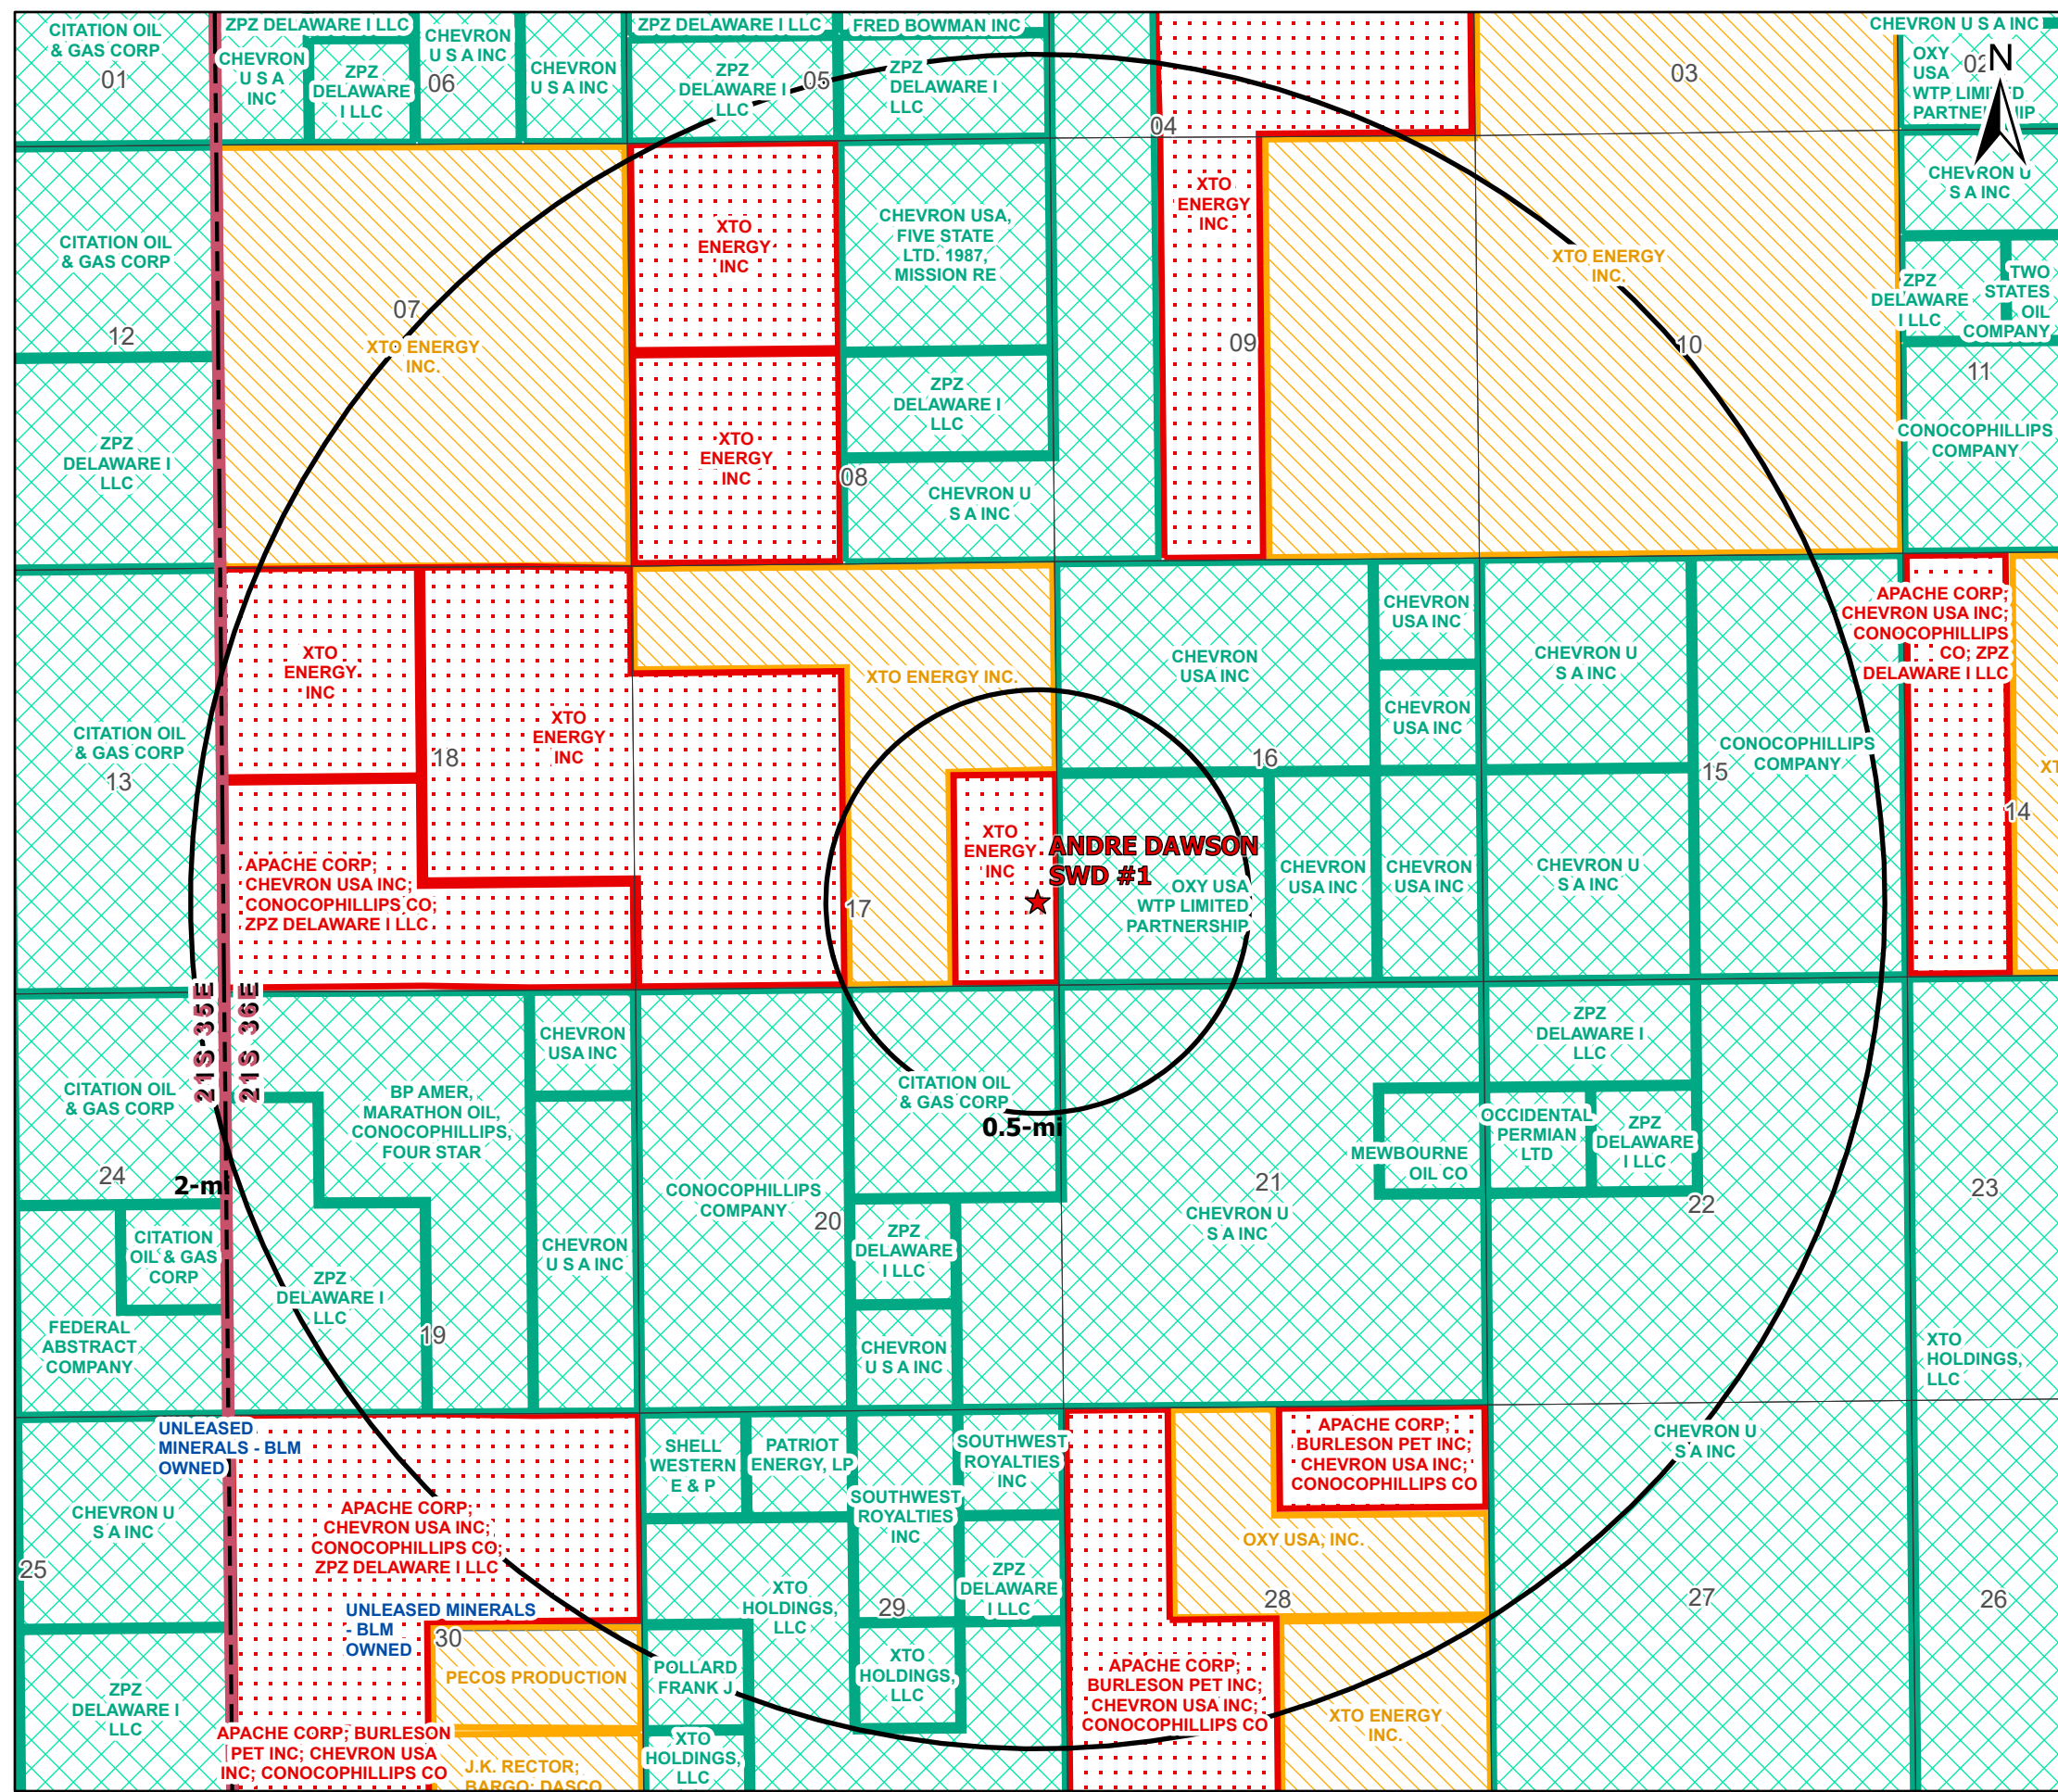 CITATION OIL
& GAS CORP
01
ZPZ DELAWARE I LLC
CHEVRON
U S A
INC
ZPZ
DELAWARE
I LLC
CHEVRON
U S A INC
06
CHEVRON
U S A INC
ZPZ DELAWARE I LLC
ZPZ
DELAWARE I
LLC
05
FRED BOWMAN INC
ZPZ
DELAWARE I
LLC
04
03
CHEVRON U S A INC
OXY
USA
WTP LIMITED
PARTNERSHIP
02
N
CHEVRON U
S A INC
CITATION OIL
& GAS CORP
12
ZPZ
DELAWARE I
LLC
07
XTO ENERGY
INC.
XTO
ENERGY
INC
XTO
ENERGY
INC
CHEVRON USA,
FIVE STATE
LTD. 1987,
MISSION RE
ZPZ
DELAWARE I
LLC
08
CHEVRON U
S A INC
XTO
ENERGY
INC
09
XTO ENERGY
INC.
10
ZPZ
DELAWARE
I LLC
TWO
STATES
OIL
COMPANY
11
CONOCOPHILLIPS
COMPANY
CITATION OIL
& GAS CORP
13
XTO
ENERGY
INC
18
XTO
ENERGY
INC
APACHE CORP;
CHEVRON USA INC;
CONOCOPHILLIPS CO;
ZPZ DELAWARE I LLC
XTO ENERGY INC.
17
XTO
ENERGY
INC
ANDRE DAWSON
SWD #1
OXY USA
WTP LIMITED
PARTNERSHIP
CHEVRON
USA INC
16
CHEVRON
USA INC
CHEVRON
USA INC
CHEVRON
USA INC
CHEVRON
USA INC
CHEVRON U
S A INC
CHEVRON U
S A INC
15
CONOCOPHILLIPS
COMPANY
APACHE CORP;
CHEVRON USA INC;
CONOCOPHILLIPS
CO; ZPZ
DELAWARE I LLC
XT
14
21S 35E
21S 36E
CITATION OIL
& GAS CORP
24
2-mi
CITATION
OIL & GAS
CORP
FEDERAL
ABSTRACT
COMPANY
BP AMER,
MARATHON OIL,
CONOCOPHILLIPS,
FOUR STAR
CHEVRON
USA INC
CHEVRON
U S A INC
ZPZ
DELAWARE I
LLC
19
CONOCOPHILLIPS
COMPANY
20
CITATION OIL
& GAS CORP
0.5-mi
ZPZ
DELAWARE
I LLC
CHEVRON
U S A INC
21
CHEVRON U
S A INC
MEWBOURNE
OIL CO
ZPZ
DELAWARE I
LLC
OCCIDENTAL
PERMIAN
LTD
ZPZ
DELAWARE
I LLC
22
23
XTO
HOLDINGS,
LLC
UNLEASED
MINERALS - BLM
OWNED
CHEVRON U
S A INC
25
ZPZ
DELAWARE I
LLC
APACHE CORP;
CHEVRON USA INC;
CONOCOPHILLIPS CO;
ZPZ DELAWARE I LLC
UNLEASED MINERALS
- BLM
OWNED
30
PECOS PRODUCTION
APACHE CORP; BURLESON
PET INC; CHEVRON USA
INC; CONOCOPHILLIPS CO
J.K. RECTOR;
BARGO; DASCO
SHELL
WESTERN
E & P
PATRIOT
ENERGY, LP
SOUTHWEST
ROYALTIES
INC
SOUTHWEST
ROYALTIES
INC
ZPZ
DELAWARE
I LLC
XTO
HOLDINGS,
LLC
29
XTO
HOLDINGS,
LLC
POLLARD
FRANK J
XTO
HOLDINGS,
LLC
APACHE CORP;
BURLESON PET INC;
CHEVRON USA INC;
CONOCOPHILLIPS CO
OXY USA, INC.
28
APACHE CORP;
BURLESON PET INC;
CHEVRON USA INC;
CONOCOPHILLIPS CO
XTO ENERGY
INC.
CHEVRON U
S A INC
27
26